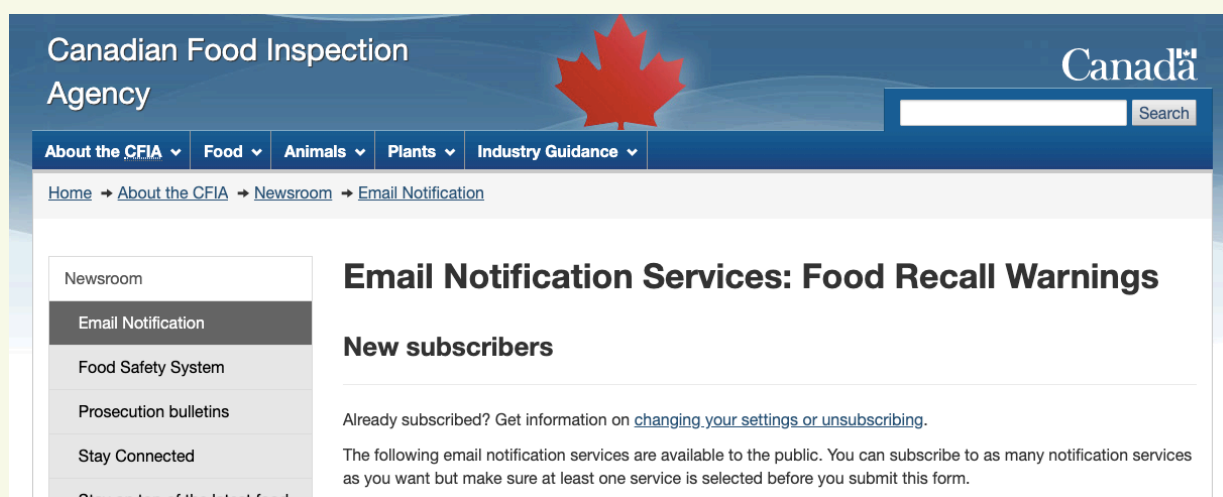 Canadian Food Inspection
Agency
Canada
Search
About the CFIA Food Animals Plants Industry Guidance
Home → About the CFIA → Newsroom → Email Notification
Newsroom
Email Notification
Food Safety System
Prosecution bulletins
Stay Connected
Email Notification Services: Food Recall Warnings
New subscribers
Already subscribed? Get information on changing your settings or unsubscribing.
The following email notification services are available to the public. You can subscribe to as many notification services
as you want but make sure at least one service is selected before you submit this form.